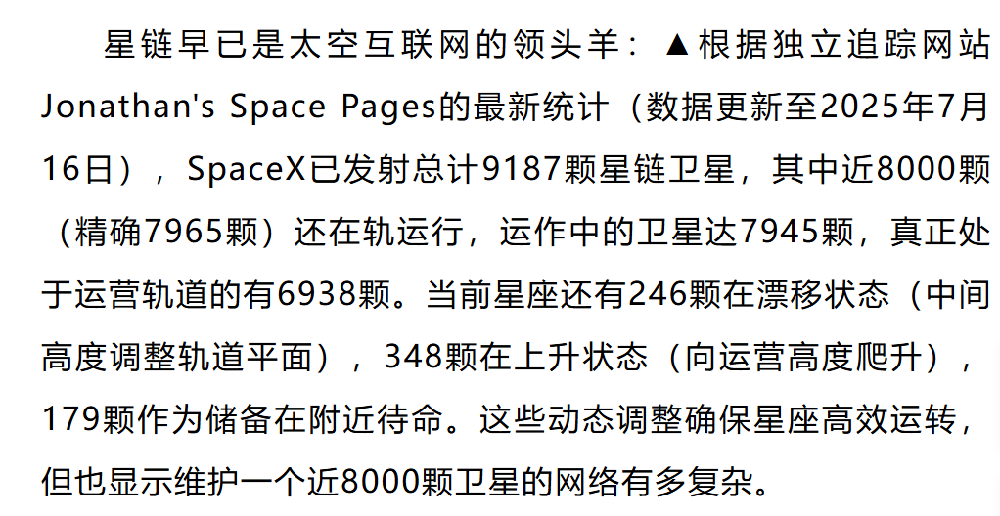 星链早已是太空互联网的领头羊：▲根据独立追踪网站
Jonathan's Space Pages的最新统计（数据更新至2025年7月
16日），SpaceX已发射总计9187颗星链卫星，其中近8000颗
（精确7965颗）还在轨运行，运作中的卫星达7945颗，真正处
于运营轨道的有6938颗。当前星座还有246颗在漂移状态（中间
高度调整轨道平面），348颗在上升状态（向运营高度爬升），
179颗作为储备在附近待命。这些动态调整确保星座高效运转，
但也显示维护一个近8000颗卫星的网络有多复杂。